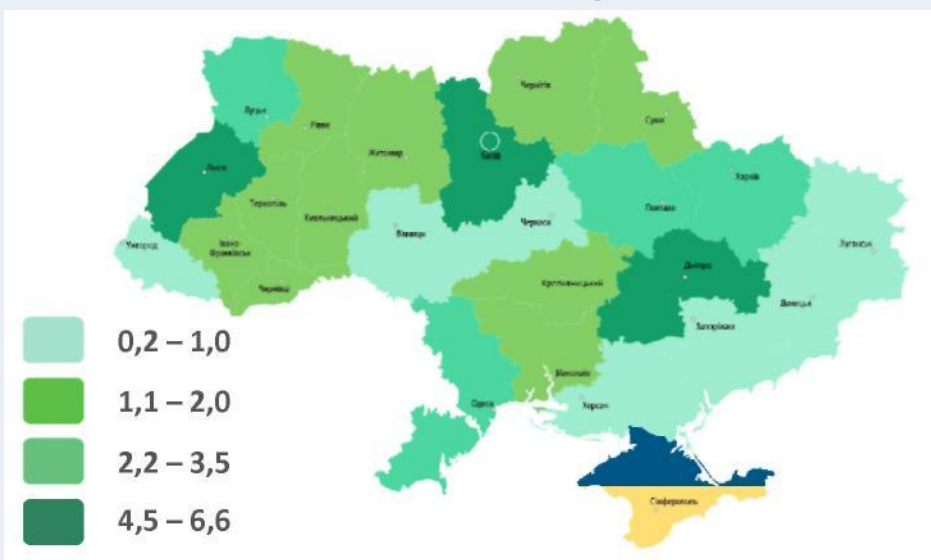 Чернігів
Луцьк
Рівне
Суми
Житомир
Київ
Львів
Харків
Тернопіль
Хмельницький
Полтава
Черкаси
Вінниця
Ужгород
Івано-
Франківськ
Луганськ
Дніпро
Чернівці
Кропивницький
Донецьк
Запоріжжя
0,2 – 1,0
1,1 – 2,0
Миколаїв
Херсон
Одеса
2,2 – 3,5
Сімферополь
4,5 – 6,6